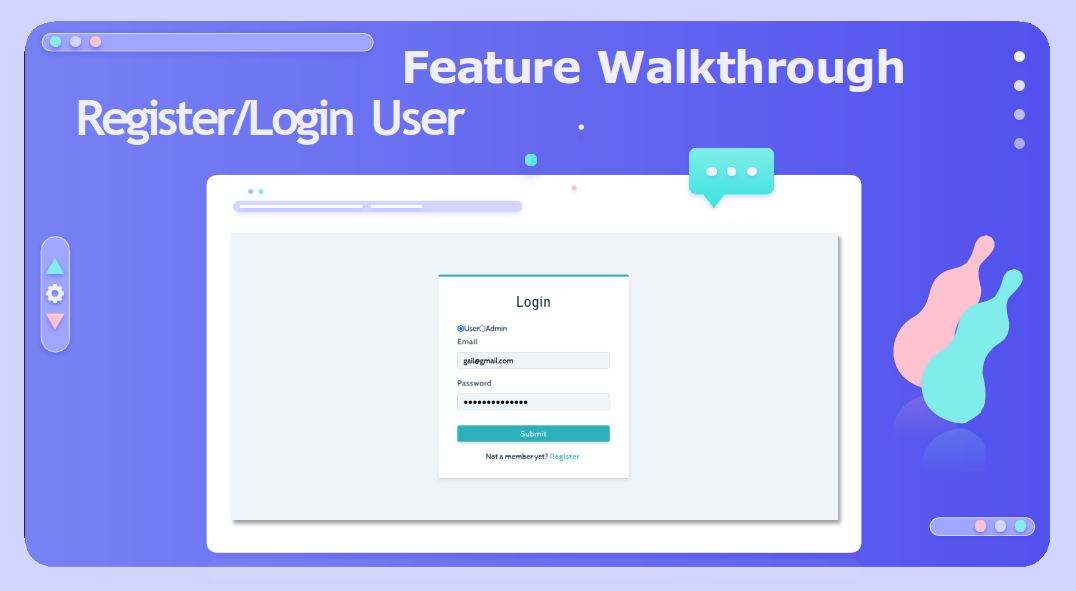 Feature Walkthrough
Register/Login User
Login
User Admin
Email
gail@gmail.com
Password
••••••••••••••
Submit
Not a member yet? Register